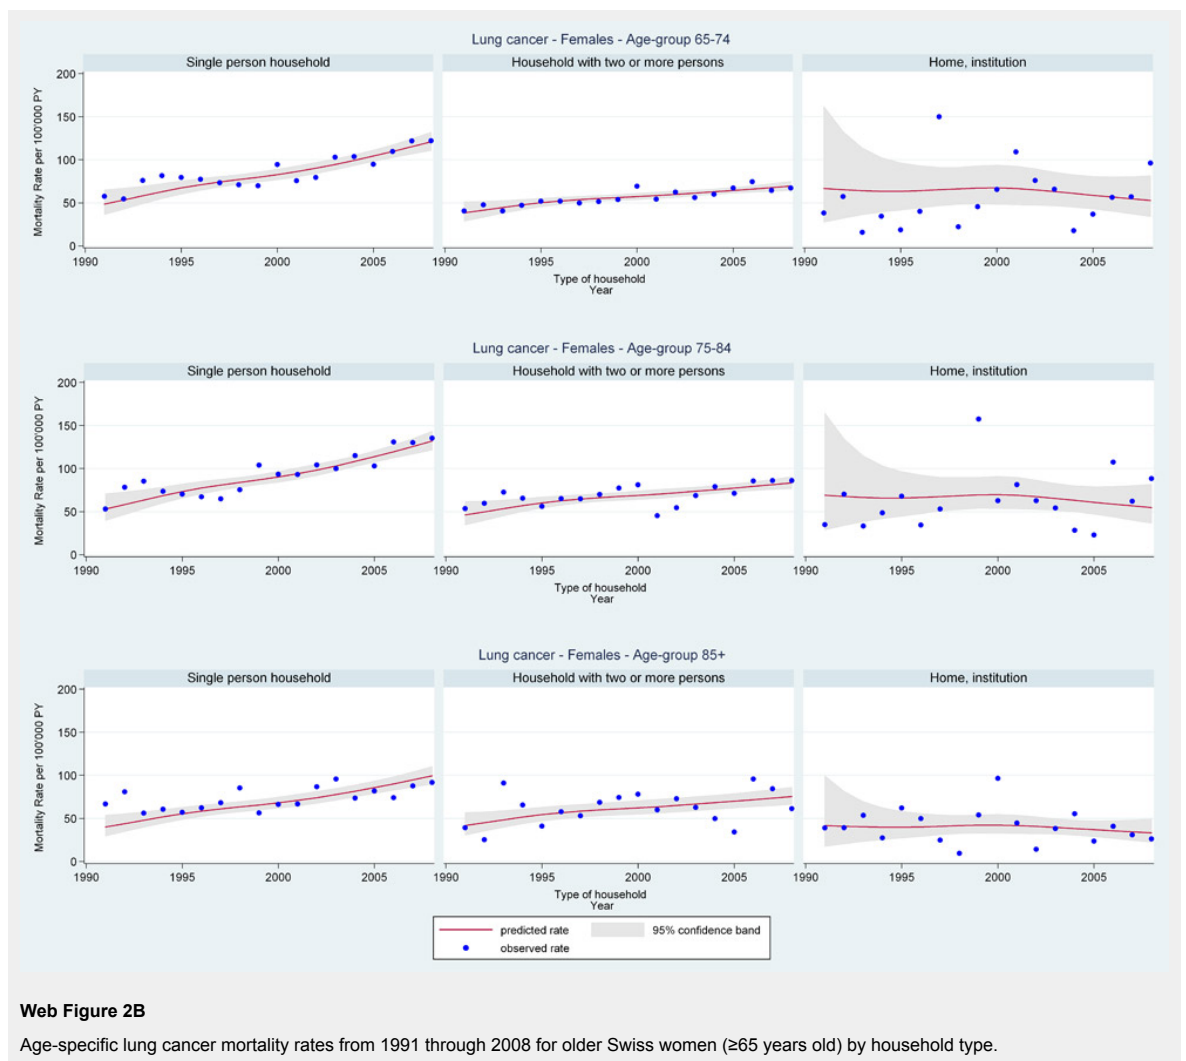 Lung cancer - Females - Age-group 65-74
Single person household
Household with two or more persons
Home, institution
Mortality Rate per 100'000 PY
200
150
100
50
0
1990 1995 2000 2005
1990 1995 2000 2005
1990 1995 2000 2005
Type of household
Year
Lung cancer - Females - Age-group 75-84
Single person household
Household with two or more persons
Home, institution
Mortality Rate per 100'000 PY
200
150
100
50
0
1990 1995 2000 2005
1990 1995 2000 2005
1990 1995 2000 2005
Type of household
Year
Lung cancer - Females - Age-group 85+
Single person household
Household with two or more persons
Home, institution
Mortality Rate per 100'000 PY
200
150
100
50
0
1990 1995 2000 2005
1990 1995 2000 2005
1990 1995 2000 2005
Type of household
Year
predicted rate
95% confidence band
observed rate
Web Figure 2B
Age-specific lung cancer mortality rates from 1991 through 2008 for older Swiss women (≥65 years old) by household type.